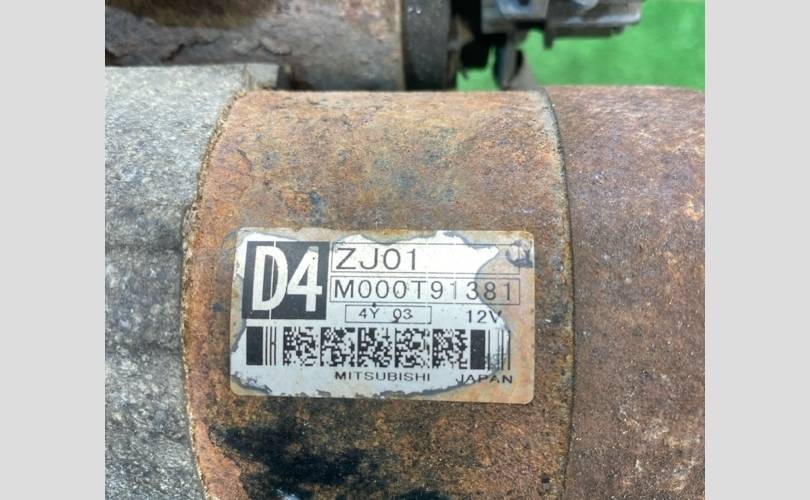 D4
ZJ01
M000T91381
4Y 03 12V
MITSUBISHI JAPAN